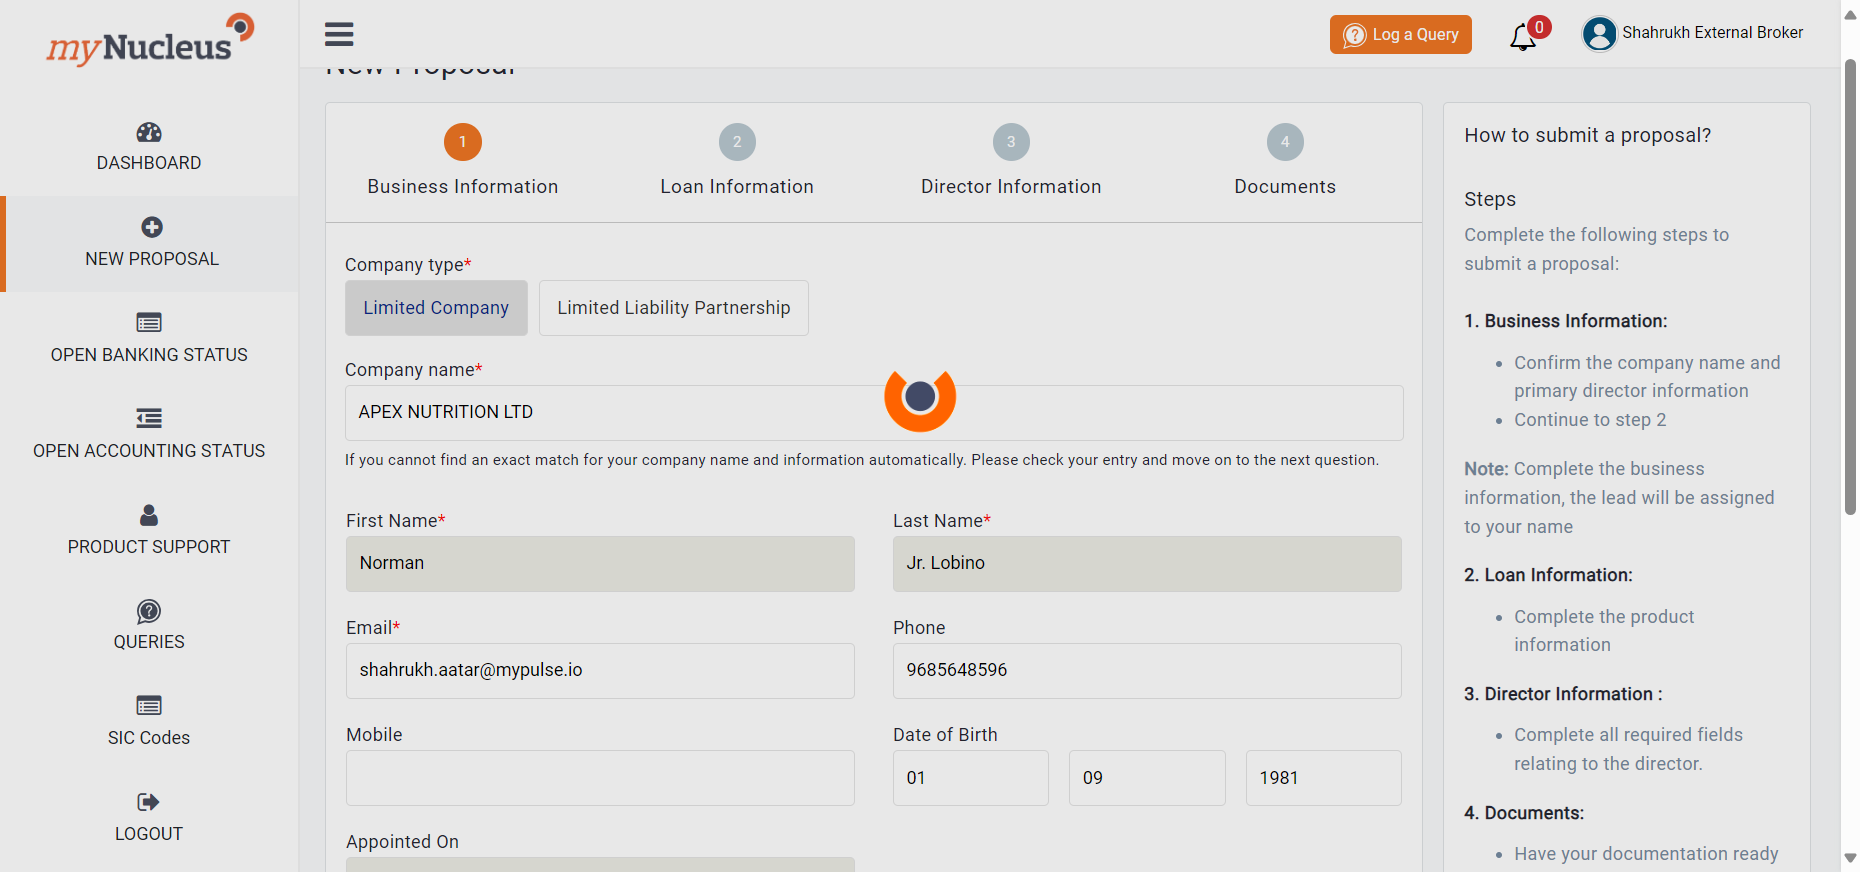 myNucleus
Log a Query
0
Shahrukh External Broker
New Proposal
DASHBOARD
NEW PROPOSAL
OPEN BANKING STATUS
OPEN ACCOUNTING STATUS
PRODUCT SUPPORT
QUERIES
SIC Codes
LOGOUT
1
2
3
4
Business Information
Loan Information
Director Information
Documents
Company type*
Limited Company
Limited Liability Partnership
Company name*
APEX NUTRITION LTD
If you cannot find an exact match for your company name and information automatically. Please check your entry and move on to the next question.
First Name*
Last Name*
Norman
Jr. Lobino
Email*
Phone
shahrukh.aatar@mypulse.io
9685648596
Mobile
Date of Birth
01
09
1981
Appointed On
How to submit a proposal?
Steps
Complete the following steps to
submit a proposal:
1. Business Information:
• Confirm the company name and
primary director information
• Continue to step 2
Note: Complete the business
information, the lead will be assigned
to your name
2. Loan Information:
• Complete the product
information
3. Director Information :
• Complete all required fields
relating to the director.
4. Documents:
• Have your documentation ready